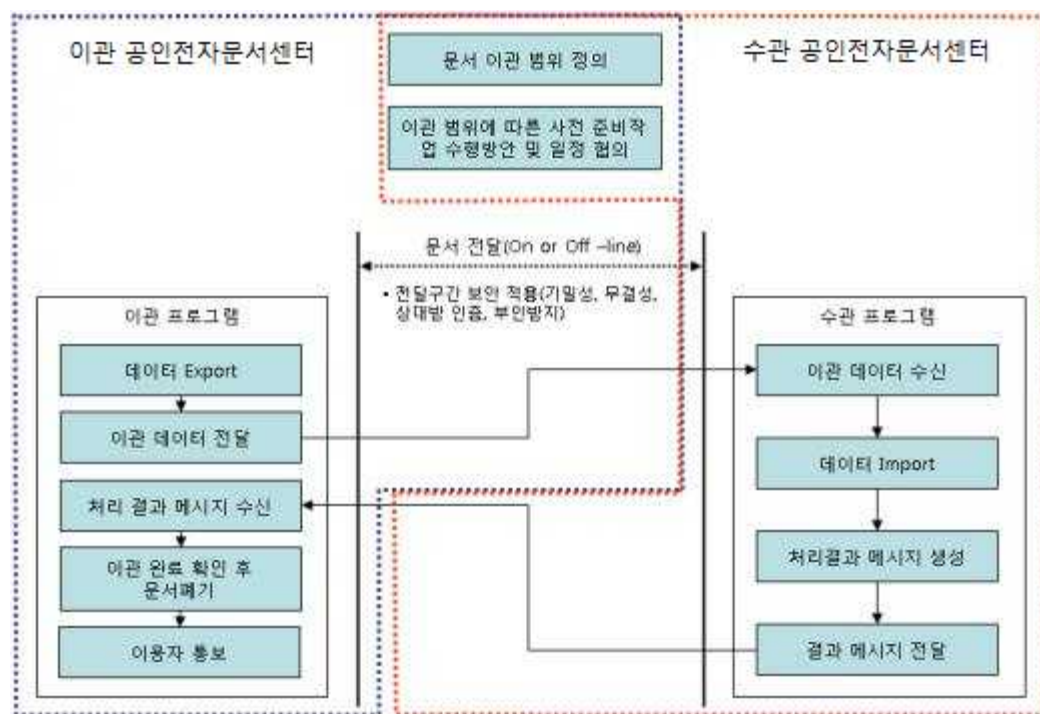 이관 공인전자문서센터
수관 공인전자문서센터
문서 이관 범위 정의
이관 범위에 따른 사전 준비작
업 수행방안 및 일정 협의
문서 전달(On or Off –line)
• 전달구간 보안 적용(기밀성, 무결성,
상대방 인증, 부인방지)
이관 프로그램
데이터 Export
이관 데이터 전달
처리 결과 메시지 수신
이관 완료 확인 후
문서폐기
이용자 통보
수관 프로그램
이관 데이터 수신
데이터 Import
처리결과 메시지 생성
결과 메시지 전달